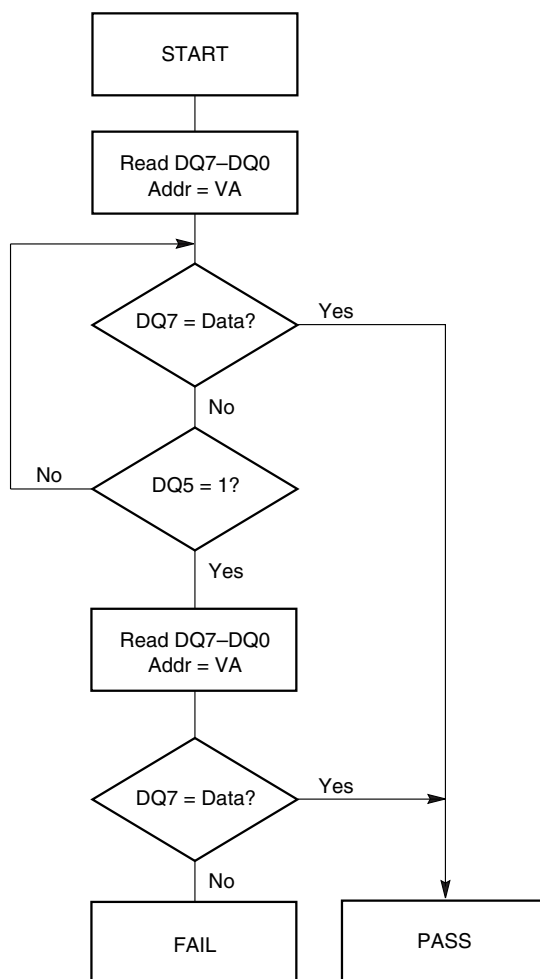 START
Read DQ7–DQ0
Addr = VA
DQ7 = Data?
Yes
No
No
DQ5 = 1?
Yes
Read DQ7–DQ0
Addr = VA
DQ7 = Data?
Yes
No
FAIL
PASS